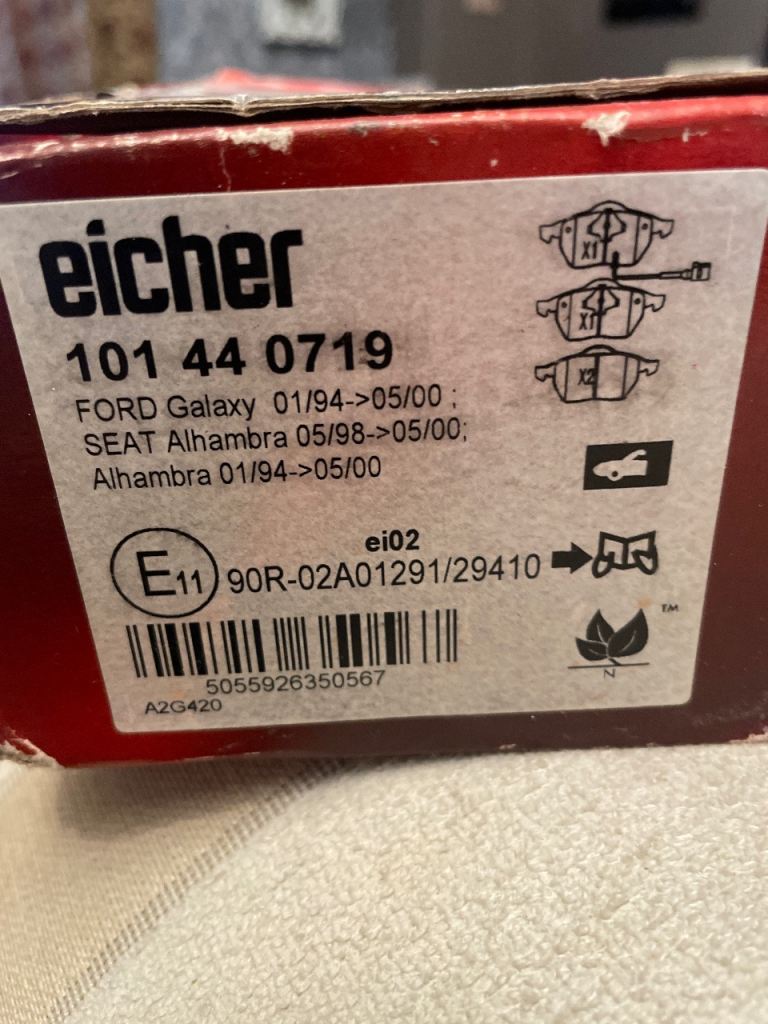 eicher
101 44 0719
FORD Galaxy 01/94->05/00 ;
SEAT Alhambra 05/98->05/00;
Alhambra 01/94->05/00
X1
X1
X2
ei02
E11 90R-02A01291/29410
TM
N
5055926350567
A2G420